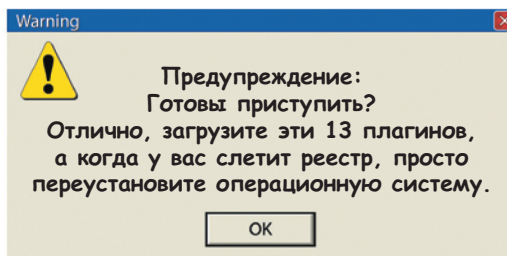 Warning
Предупреждение:
Готовы приступить?
Отлично, загрузите эти 13 плагинов,
а когда у вас слетит реестр, просто
переустановите операционную систему.
OK